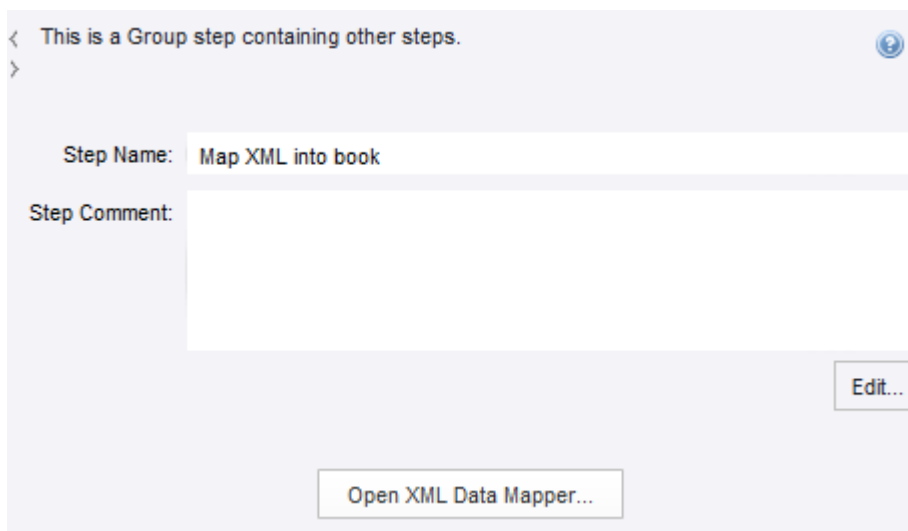 This is a Group step containing other steps.
Step Name: Map XML into book
Step Comment:
Edit...
Open XML Data Mapper...